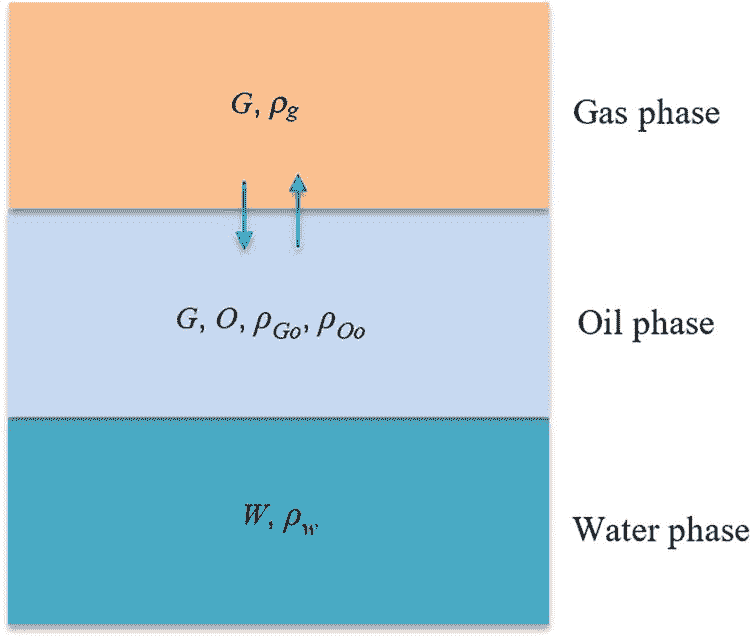 G, ρg
Gas phase
G, O, ρGo, ρOo
Oil phase
W, ρw
Water phase